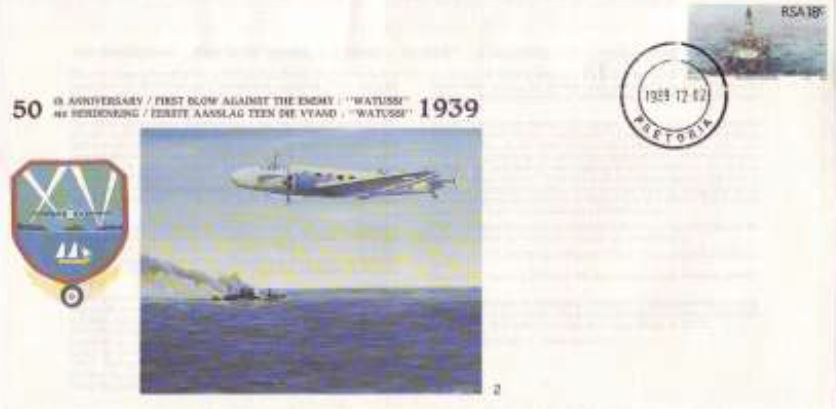 RSA 18c
1989-12-02
PRETORIA
50 th ANNIVERSARY / FIRST BLOW AGAINST THE ENEMY : "WATUSSI" 1939
ste HERDENKING / EERSTE AANSLAG TEEN DIE VYAND : "WATUSSI"
2